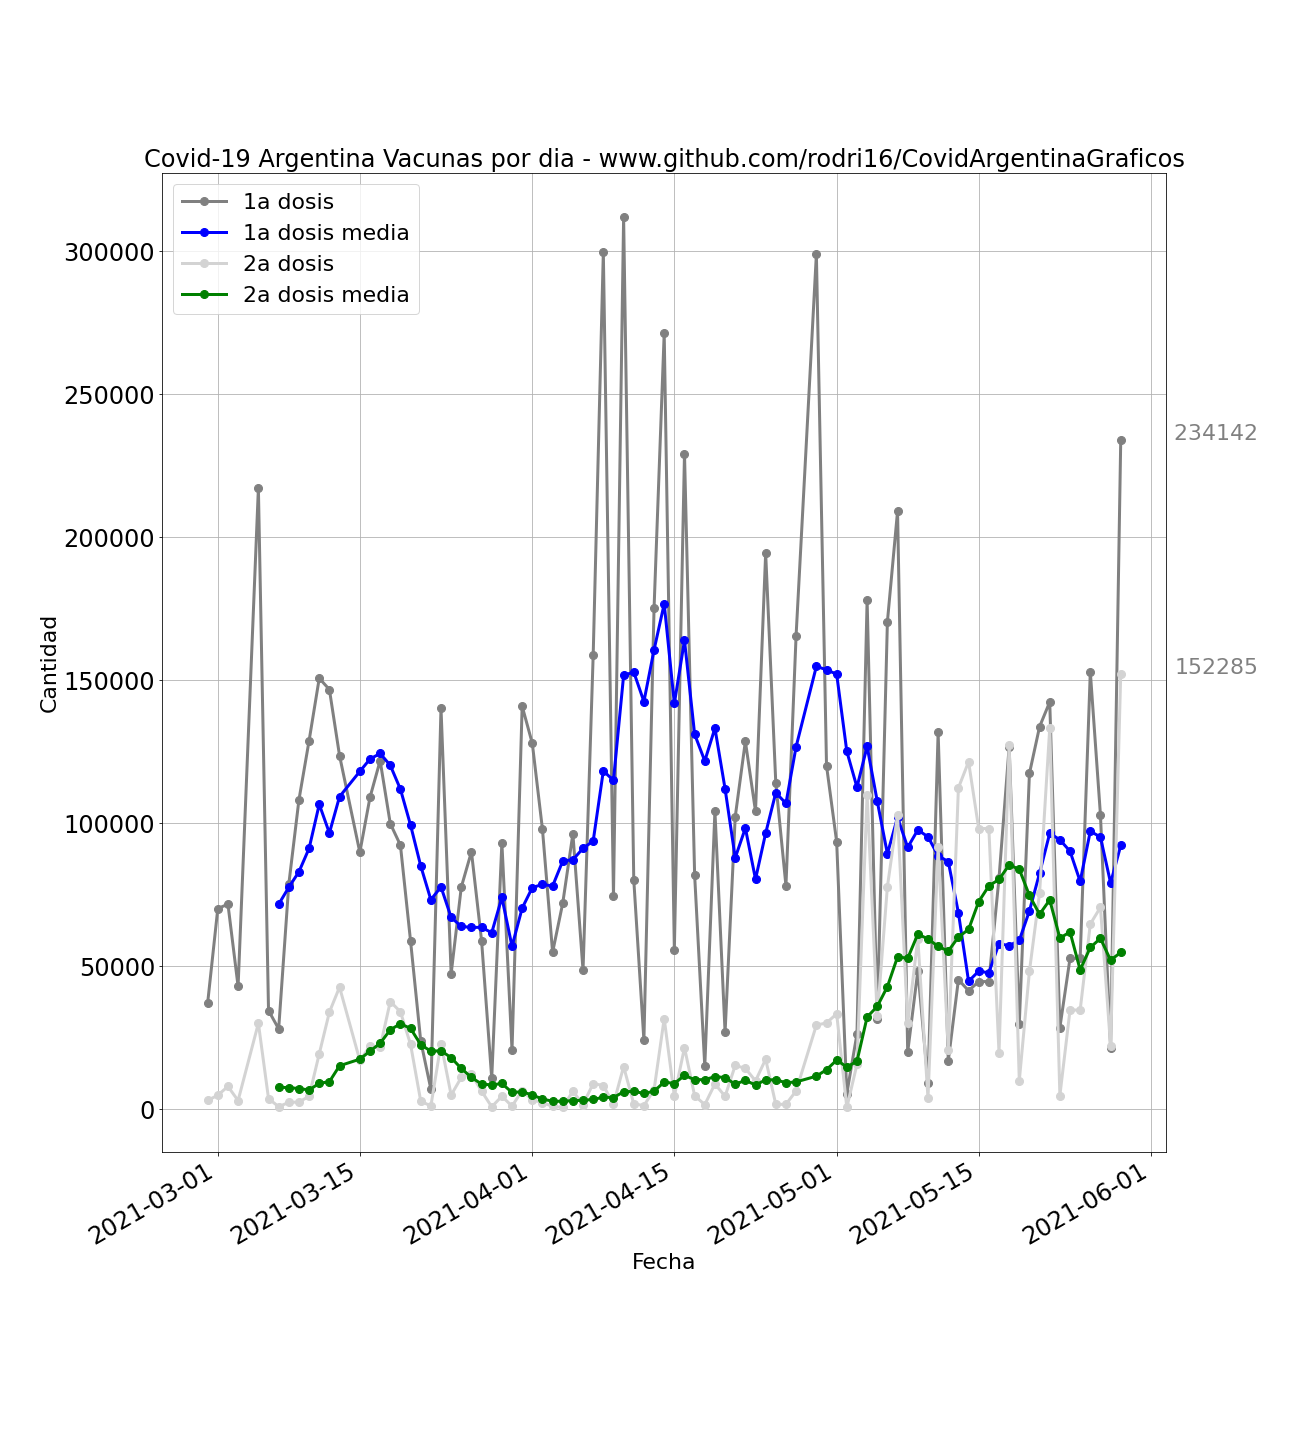 Covid-19 Argentina Vacunas por dia - www.github.com/rodri16/CovidArgentinaGraficos
1a dosis
1a dosis media
2a dosis
2a dosis media
300000
250000
200000
150000
100000
50000
0
Cantidad
234142
152285
2021-03-01
2021-03-15
2021-04-01
2021-04-15
2021-05-01
2021-05-15
2021-06-01
Fecha